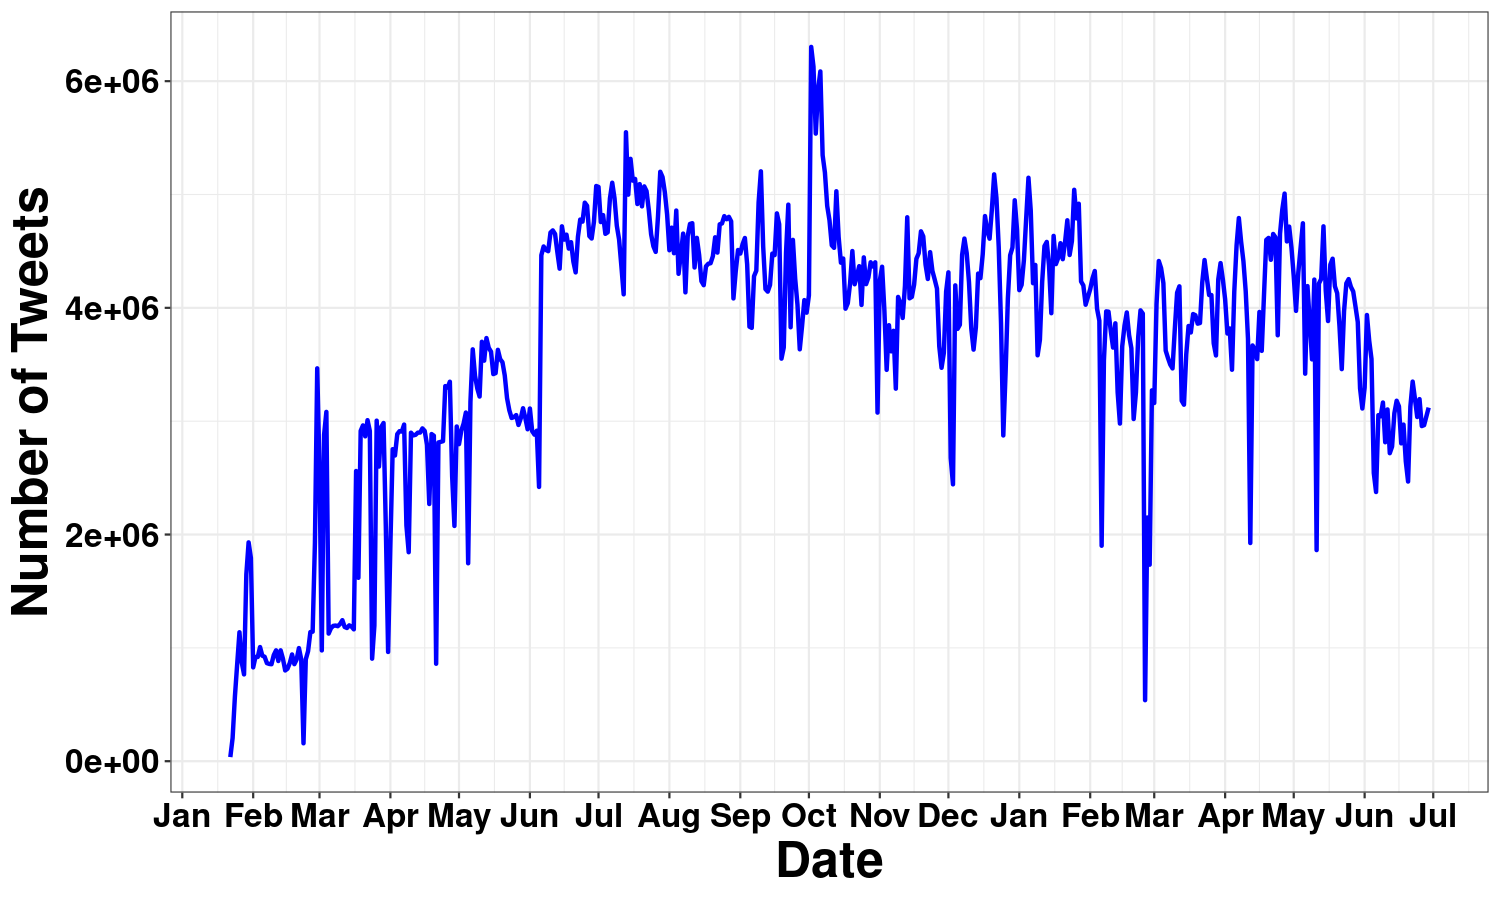 Number of Tweets
6e+06
4e+06
2e+06
0e+00
Jan Feb Mar Apr May Jun Jul Aug Sep Oct Nov Dec Jan Feb Mar Apr May Jun Jul
Date